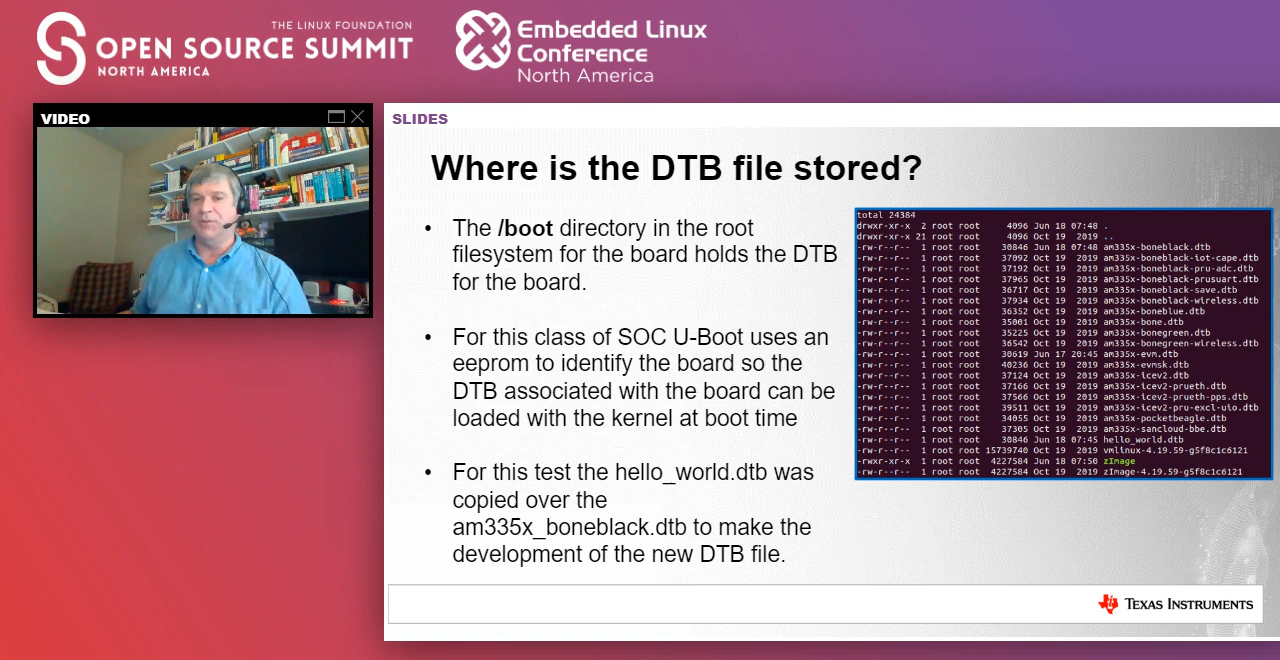 THE LINUX FOUNDATION
OPEN SOURCE SUMMIT
NORTH AMERICA
Embedded Linux
Conference
North America
VIDEO
SLIDES
Where is the DTB file stored?
• The /boot directory in the root
filesystem for the board holds the DTB
for the board.
• For this class of SOC U-Boot uses an
eeprom to identify the board so the
DTB associated with the board can be
loaded with the kernel at boot time
• For this test the hello_world.dtb was
copied over the
am335x_boneblack.dtb to make the
development of the new DTB file.
total 24384
drwxr-xr-x 2 root root 4096 Jun 18 07:48 .
drwxr-xr-x 21 root root 4096 Oct 19 2019 ..
-rw-r--r-- 1 root root 30846 Jun 18 07:48 am335x-boneblack.dtb
-rw-r--r-- 1 root root 37092 Oct 19 2019 am335x-boneblack-iot-cape.dtb
-rw-r--r-- 1 root root 37192 Oct 19 2019 am335x-boneblack-pru-adc.dtb
-rw-r--r-- 1 root root 37965 Oct 19 2019 am335x-boneblack-prusuart.dtb
-rw-r--r-- 1 root root 36717 Oct 19 2019 am335x-boneblack-save.dtb
-rw-r--r-- 1 root root 37934 Oct 19 2019 am335x-boneblack-wireless.dtb
-rw-r--r-- 1 root root 36352 Oct 19 2019 am335x-boneblue.dtb
-rw-r--r-- 1 root root 35001 Oct 19 2019 am335x-bone.dtb
-rw-r--r-- 1 root root 35225 Oct 19 2019 am335x-bonegreen.dtb
-rw-r--r-- 1 root root 36542 Oct 19 2019 am335x-bonegreen-wireless.dtb
-rw-r--r-- 1 root root 30619 Jun 17 20:45 am335x-evm.dtb
-rw-r--r-- 1 root root 40236 Oct 19 2019 am335x-evmsk.dtb
-rw-r--r-- 1 root root 37124 Oct 19 2019 am335x-icev2.dtb
-rw-r--r-- 1 root root 37166 Oct 19 2019 am335x-icev2-prueth.dtb
-rw-r--r-- 1 root root 37566 Oct 19 2019 am335x-icev2-prueth-pps.dtb
-rw-r--r-- 1 root root 39511 Oct 19 2019 am335x-icev2-pru-excl-uio.dtb
-rw-r--r-- 1 root root 34055 Oct 19 2019 am335x-pocketbeagle.dtb
-rw-r--r-- 1 root root 37305 Oct 19 2019 am335x-sancloud-bbe.dtb
-rw-r--r-- 1 root root 30846 Jun 18 07:45 hello_world.dtb
-rw-r--r-- 1 root root 15739740 Oct 19 2019 vmlinux-4.19.59-g5f8c1c6121
-rwxr-xr-x 1 root root 4227584 Jun 18 07:50 zImage
-rw-r--r-- 1 root root 4227584 Oct 19 2019 zImage-4.19.59-g5f8c1c6121
TEXAS INSTRUMENTS